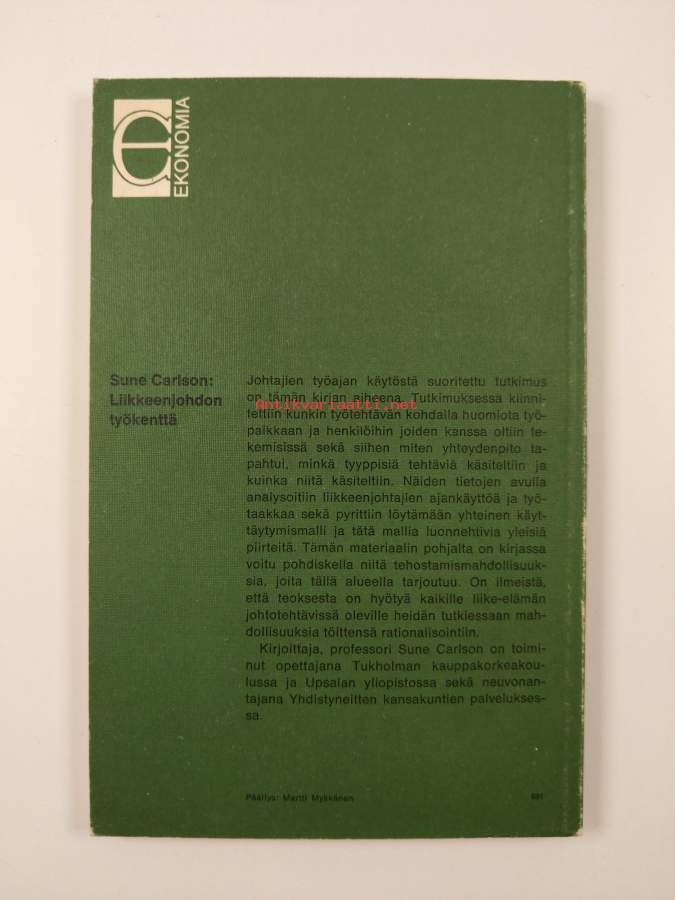 EKONOMIA
Sune Carlson:
Liikkeenjohdon
työkenttä
Johtajien työajan käytöstä suoritettu tutkimus
on tämän kirjan aiheena. Tutkimuksessa kiinni-
tettiin kunkin työtehtävän kohdalla huomiota työ-
paikkaan ja henkilöihin joiden kanssa oltiin te-
kemisissä sekä siihen miten yhteydenpito ta-
pahtui, minkä tyyppisiä tehtäviä käsiteltiin ja
kuinka niitä käsiteltiin. Näiden tietojen avulla
analysoitiin liikkeenjohtajien ajankäyttöä ja työ-
taakkaa sekä pyrittiin löytämään yhteinen käyt-
täytymismalli ja tätä mallia luonnehtivia yleisiä
piirteitä. Tämän materiaalin pohjalta on kirjassa
voitu pohdiskella niitä tehostamismahdollisuuk-
sia, joita tällä alueella tarjoutuu. On ilmeistä,
että teoksesta on hyötyä kaikille liike-elämän
johtotehtävissä oleville heidän tutkiessaan mah-
dollisuuksia töittensä rationalisointiin.
Kirjoittaja, professori Sune Carlson on toimi-
nut opettajana Tukholman kauppakorkeakou-
lussa ja Upsalan yliopistossa sekä neuvonan-
tajana Yhdistyneitten kansakuntien palvelukses-
sa.
Päällys: Martti Mykkänen
Antikvariaatti.net